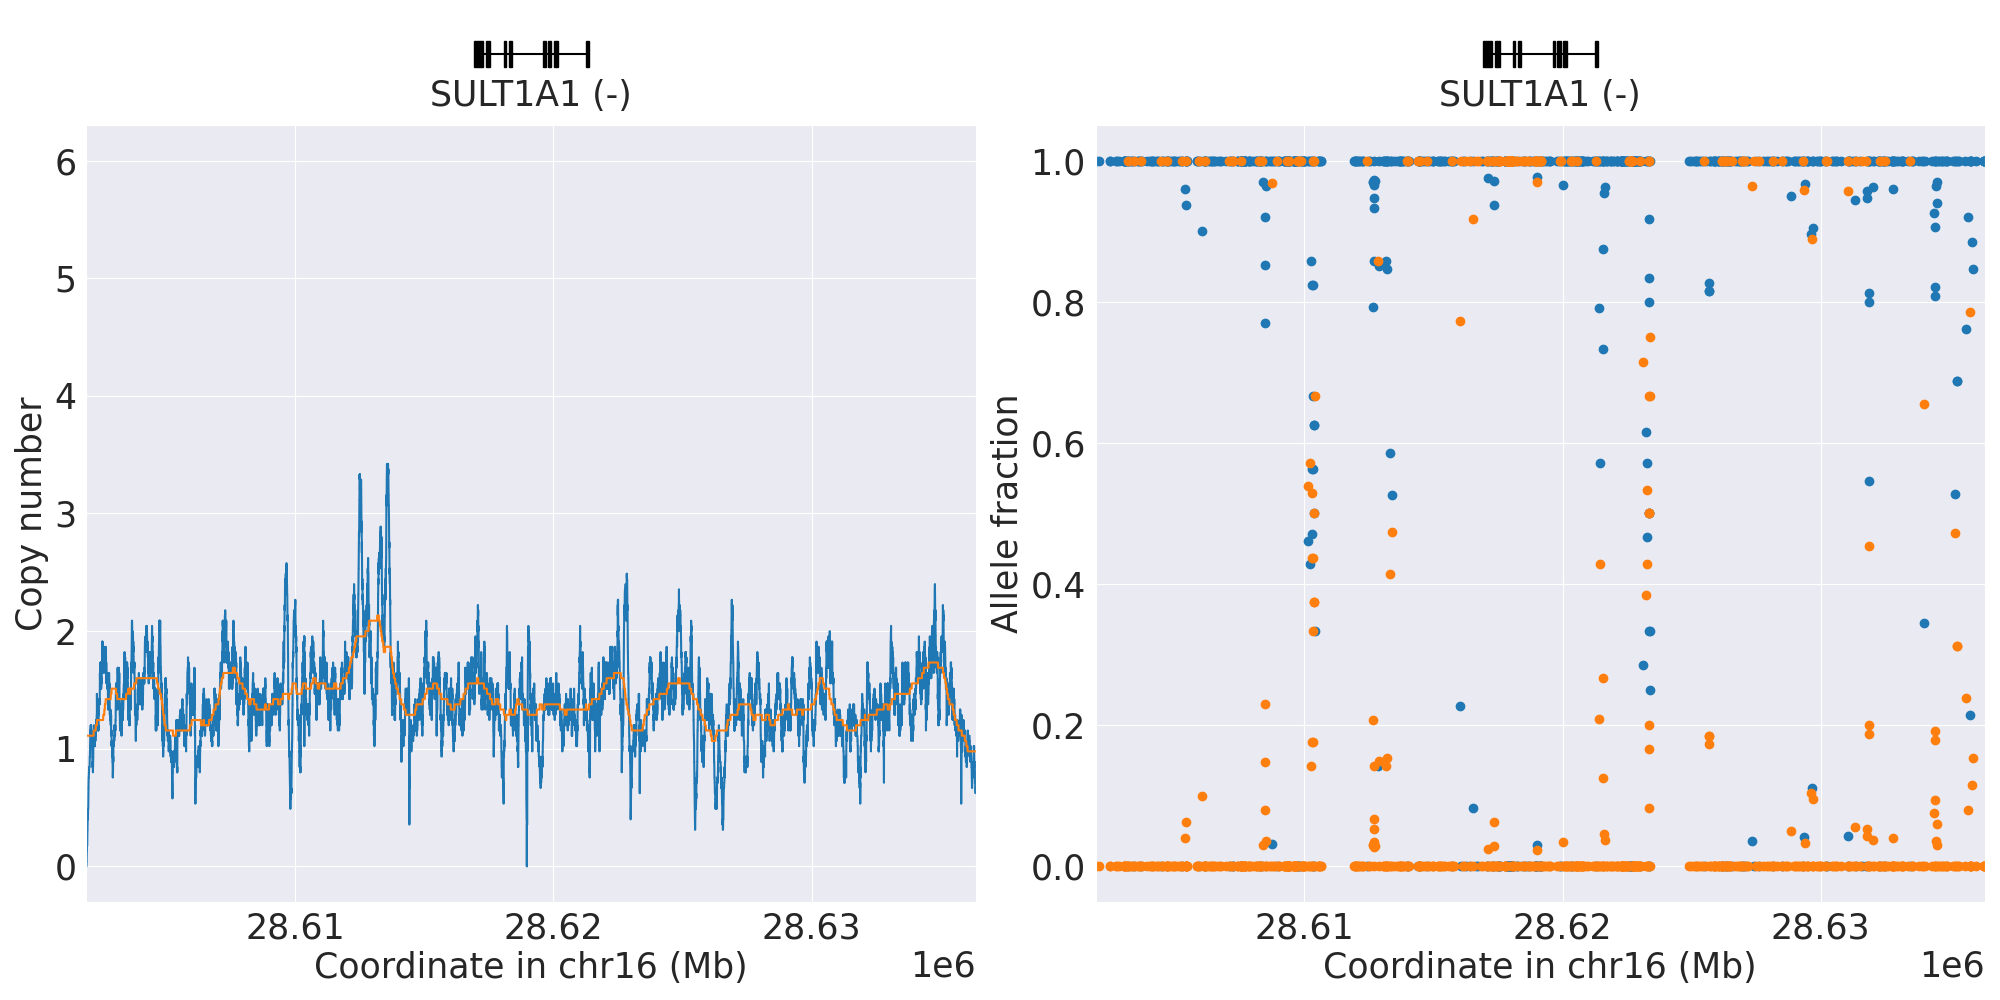 SULT1A1 (-)
6
5
4
3
2
1
0
Copy number
28.61
28.62
28.63
Coordinate in chr16 (Mb)
1e6
SULT1A1 (-)
1.0
0.8
0.6
0.4
0.2
0.0
Allele fraction
28.61
28.62
28.63
Coordinate in chr16 (Mb)
1e6